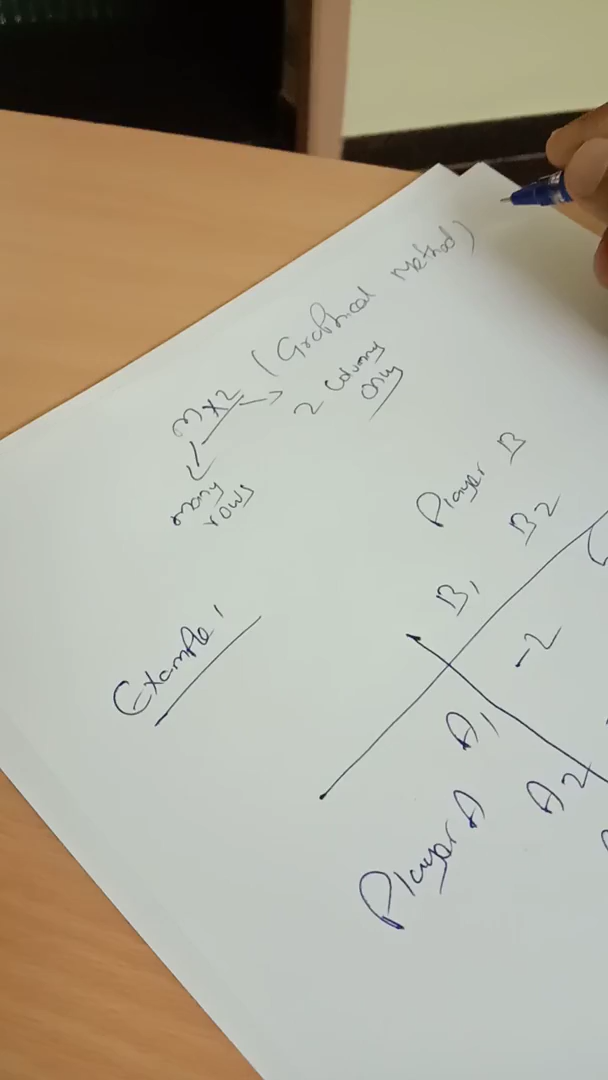 m x 2 (Graphical Method)
many rows
2 Columns only
Example 1
Player B
B1 B2
Player A
A1 -2
A2